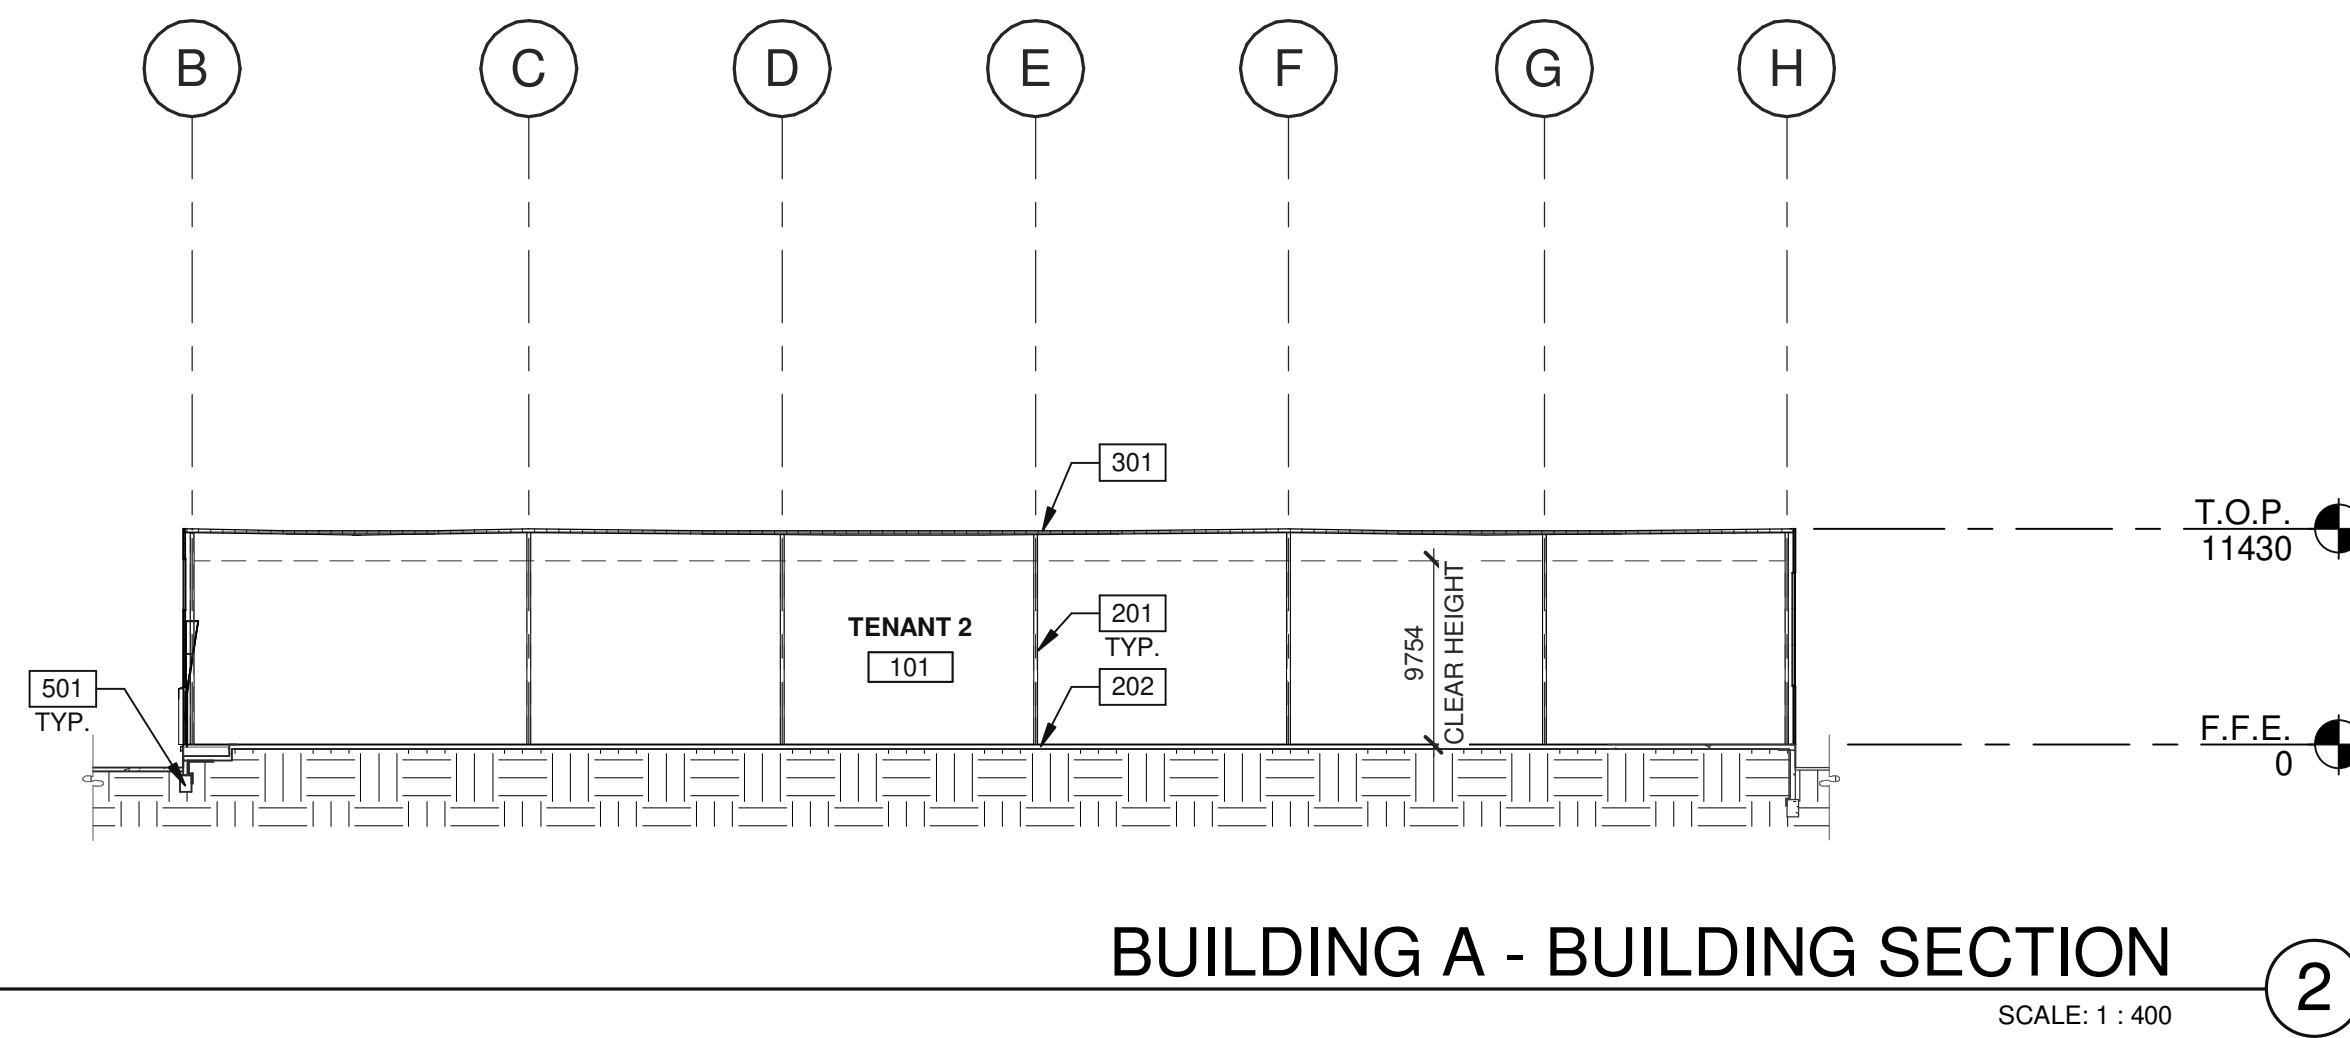 B C D E F G H
301
T.O.P.
11430
TENANT 2
101
201
TYP.
202
9754
CLEAR HEIGHT
501
TYP.
F.F.E.
0
BUILDING A - BUILDING SECTION
2
SCALE: 1 : 400